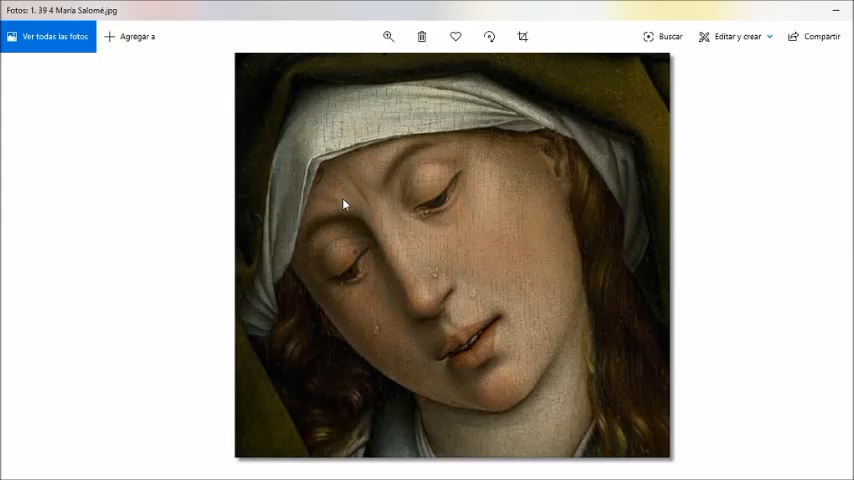 Fotos: 1. 39 4 María Salomé.jpg
Ver todas las fotos
Agregar a
Buscar
Editar y crear
Compartir